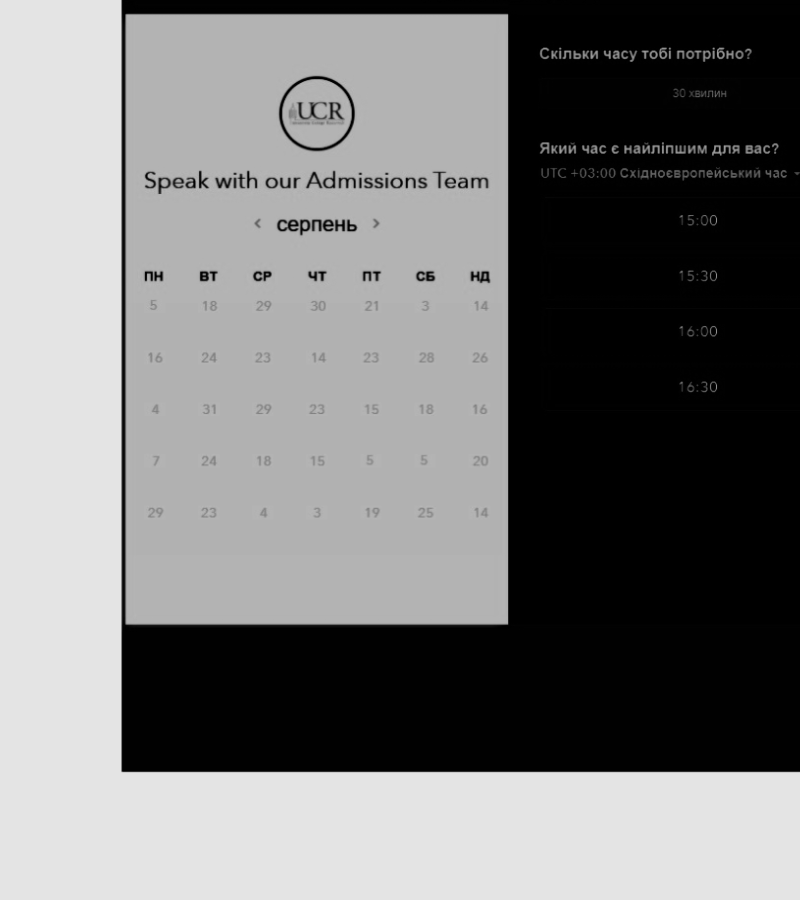 UCR
Speak with our Admissions Team
серпень
ПН ВТ СР ЧТ ПТ СБ НД
5 18 29 30 21 3 14
16 24 23 14 23 28 26
4 31 29 23 15 18 16
7 24 18 15 5 5 20
29 23 4 3 19 25 14
Скільки часу тобі потрібно?
30 хвилин
Який час є найліпшим для вас?
UTC +03:00 Східноєвропейський час
15:00
15:30
16:00
16:30